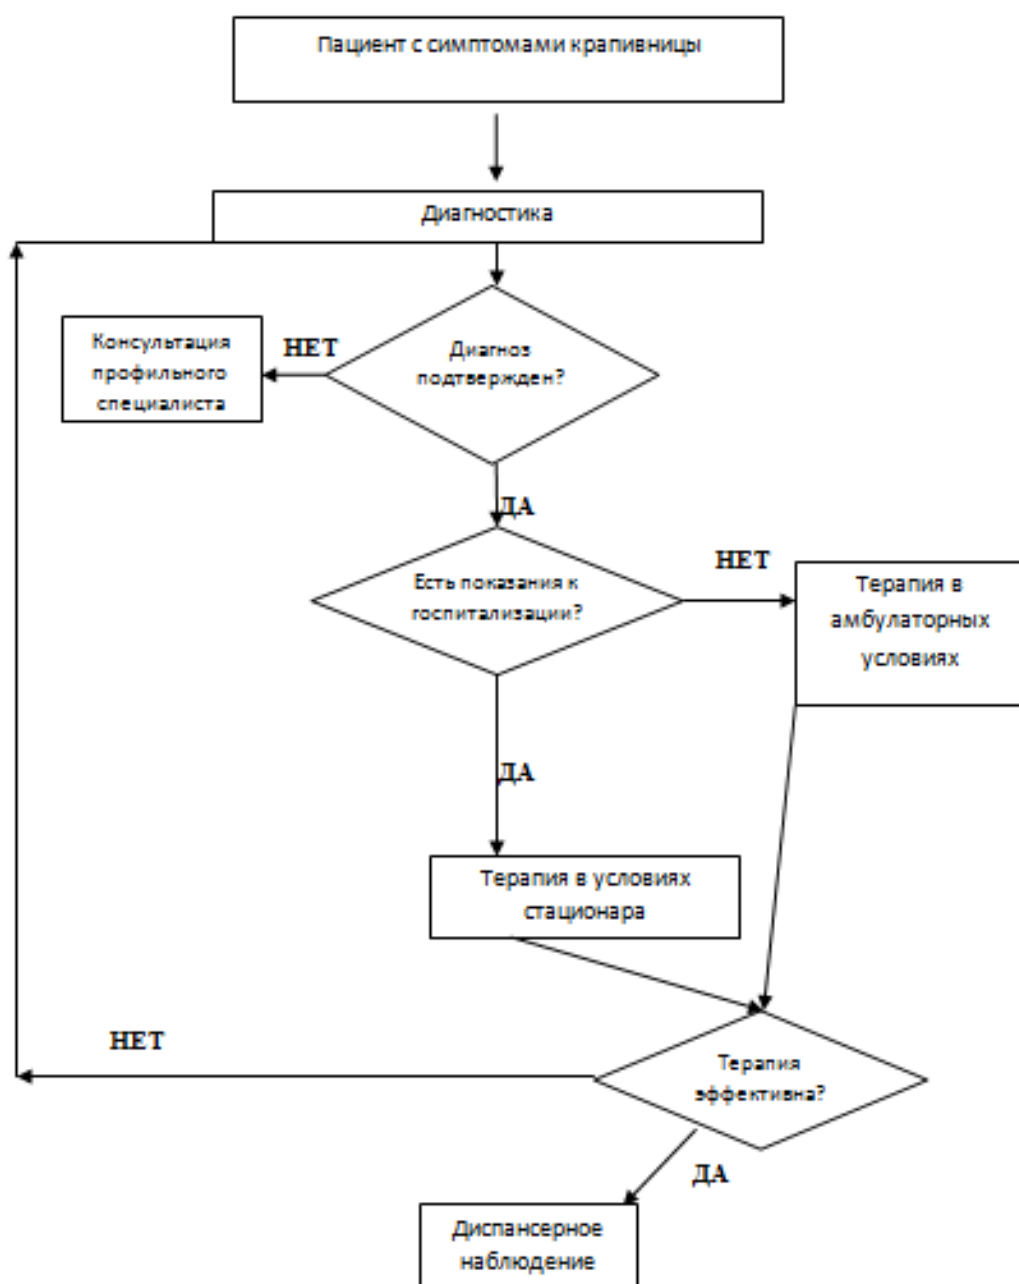 Пациент с симптомами крапивницы
Диагностика
Диагноз
подтвержден?
НЕТ
Консультация
профильного
специалиста
ДА
Есть показания к
госпитализации?
НЕТ
Терапия в
амбулаторных
условиях
ДА
Терапия в условиях
стационара
НЕТ
Терапия
эффективна?
ДА
Диспансерное
наблюдение